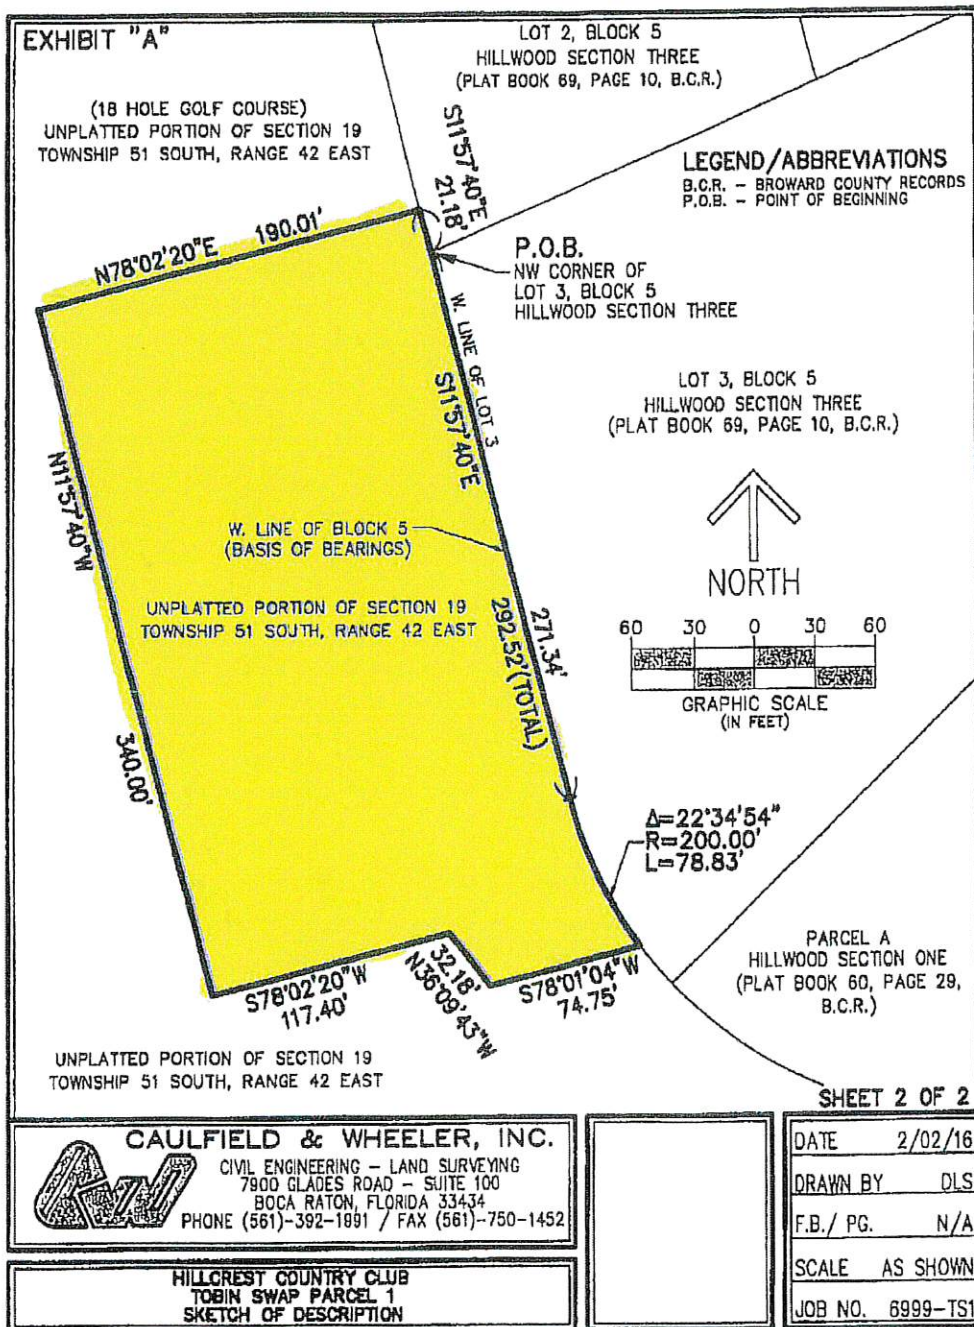 EXHIBIT "A"
LOT 2, BLOCK 5
HILLWOOD SECTION THREE
(PLAT BOOK 69, PAGE 10, B.C.R.)
(18 HOLE GOLF COURSE)
UNPLATTED PORTION OF SECTION 19
TOWNSHIP 51 SOUTH, RANGE 42 EAST
S11°57'40"E
21.18'
LEGEND/ABBREVIATIONS
B.C.R. – BROWARD COUNTY RECORDS
P.O.B. – POINT OF BEGINNING
N78°02'20"E 190.01'
P.O.B.
NW CORNER OF
LOT 3, BLOCK 5
HILLWOOD SECTION THREE
W. LINE OF LOT 3
S11°57'40"E
LOT 3, BLOCK 5
HILLWOOD SECTION THREE
(PLAT BOOK 69, PAGE 10, B.C.R.)
N11°57'40"W
340.00'
W. LINE OF BLOCK 5
(BASIS OF BEARINGS)
NORTH
UNPLATTED PORTION OF SECTION 19
TOWNSHIP 51 SOUTH, RANGE 42 EAST
271.34'
292.52'(TOTAL)
60 30 0 30 60
GRAPHIC SCALE
(IN FEET)
Δ=22°34'54"
R=200.00'
L=78.83'
S78°02'20"W
117.40'
32.18'
N36°09'43"W
S78°01'04"W
74.75'
PARCEL A
HILLWOOD SECTION ONE
(PLAT BOOK 60, PAGE 29,
B.C.R.)
UNPLATTED PORTION OF SECTION 19
TOWNSHIP 51 SOUTH, RANGE 42 EAST
SHEET 2 OF 2
CAULFIELD & WHEELER, INC.
CIVIL ENGINEERING – LAND SURVEYING
7900 GLADES ROAD – SUITE 100
BOCA RATON, FLORIDA 33434
PHONE (561)-392-1991 / FAX (561)-750-1452
HILLCREST COUNTRY CLUB
TOBIN SWAP PARCEL 1
SKETCH OF DESCRIPTION
DATE 2/02/16
DRAWN BY DLS
F.B./ PG. N/A
SCALE AS SHOWN
JOB NO. 6999-TS1